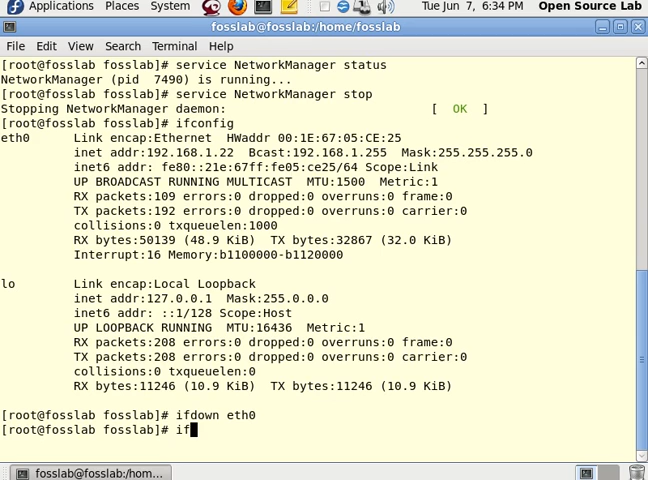 Applications Places System Tue Jun 7, 6:34 PM Open Source Lab
fosslab@fosslab:/home/fosslab
File Edit View Search Terminal Help
[root@fosslab fosslab]# service NetworkManager status
NetworkManager (pid  7490) is running...
[root@fosslab fosslab]# service NetworkManager stop
Stopping NetworkManager daemon:                            [  OK  ]
[root@fosslab fosslab]# ifconfig
eth0      Link encap:Ethernet  HWaddr 00:1E:67:05:CE:25
          inet addr:192.168.1.22  Bcast:192.168.1.255  Mask:255.255.255.0
          inet6 addr: fe80::21e:67ff:fe05:ce25/64 Scope:Link
          UP BROADCAST RUNNING MULTICAST  MTU:1500  Metric:1
          RX packets:109 errors:0 dropped:0 overruns:0 frame:0
          TX packets:192 errors:0 dropped:0 overruns:0 carrier:0
          collisions:0 txqueuelen:1000
          RX bytes:50139 (48.9 KiB)  TX bytes:32867 (32.0 KiB)
          Interrupt:16 Memory:b1100000-b1120000
lo        Link encap:Local Loopback
          inet addr:127.0.0.1  Mask:255.0.0.0
          inet6 addr: ::1/128 Scope:Host
          UP LOOPBACK RUNNING  MTU:16436  Metric:1
          RX packets:208 errors:0 dropped:0 overruns:0 frame:0
          TX packets:208 errors:0 dropped:0 overruns:0 carrier:0
          collisions:0 txqueuelen:0
          RX bytes:11246 (10.9 KiB)  TX bytes:11246 (10.9 KiB)
[root@fosslab fosslab]# ifdown eth0
[root@fosslab fosslab]# if
fosslab@fosslab:/hom...